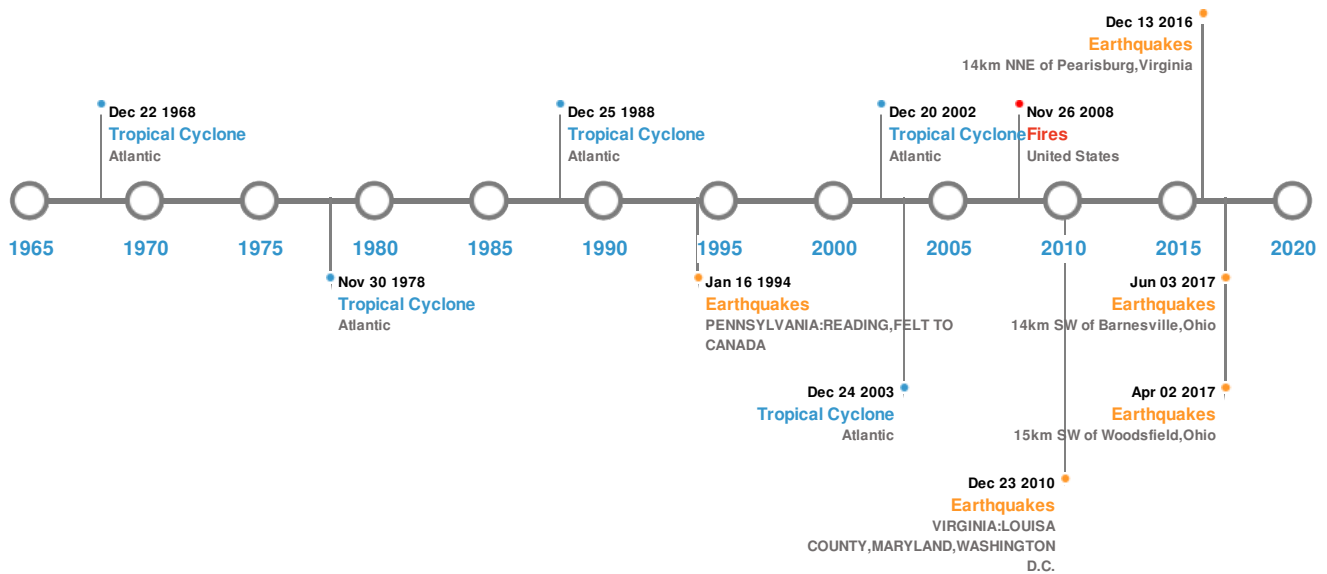 Dec 13 2016
Earthquakes
14km NNE of Pearisburg,Virginia
Dec 22 1968
Tropical Cyclone
Atlantic
Dec 25 1988
Tropical Cyclone
Atlantic
Dec 20 2002
Tropical Cyclone
Atlantic
Nov 26 2008
Fires
United States
1965 1970 1975 1980 1985 1990 1995 2000 2005 2010 2015 2020
Nov 30 1978
Tropical Cyclone
Atlantic
Jan 16 1994
Earthquakes
PENNSYLVANIA:READING,FELT TO
CANADA
Jun 03 2017
Earthquakes
14km SW of Barnesville,Ohio
Dec 24 2003
Tropical Cyclone
Atlantic
Apr 02 2017
Earthquakes
15km SW of Woodsfield,Ohio
Dec 23 2010
Earthquakes
VIRGINIA:LOUISA
COUNTY,MARYLAND,WASHINGTON
D.C.